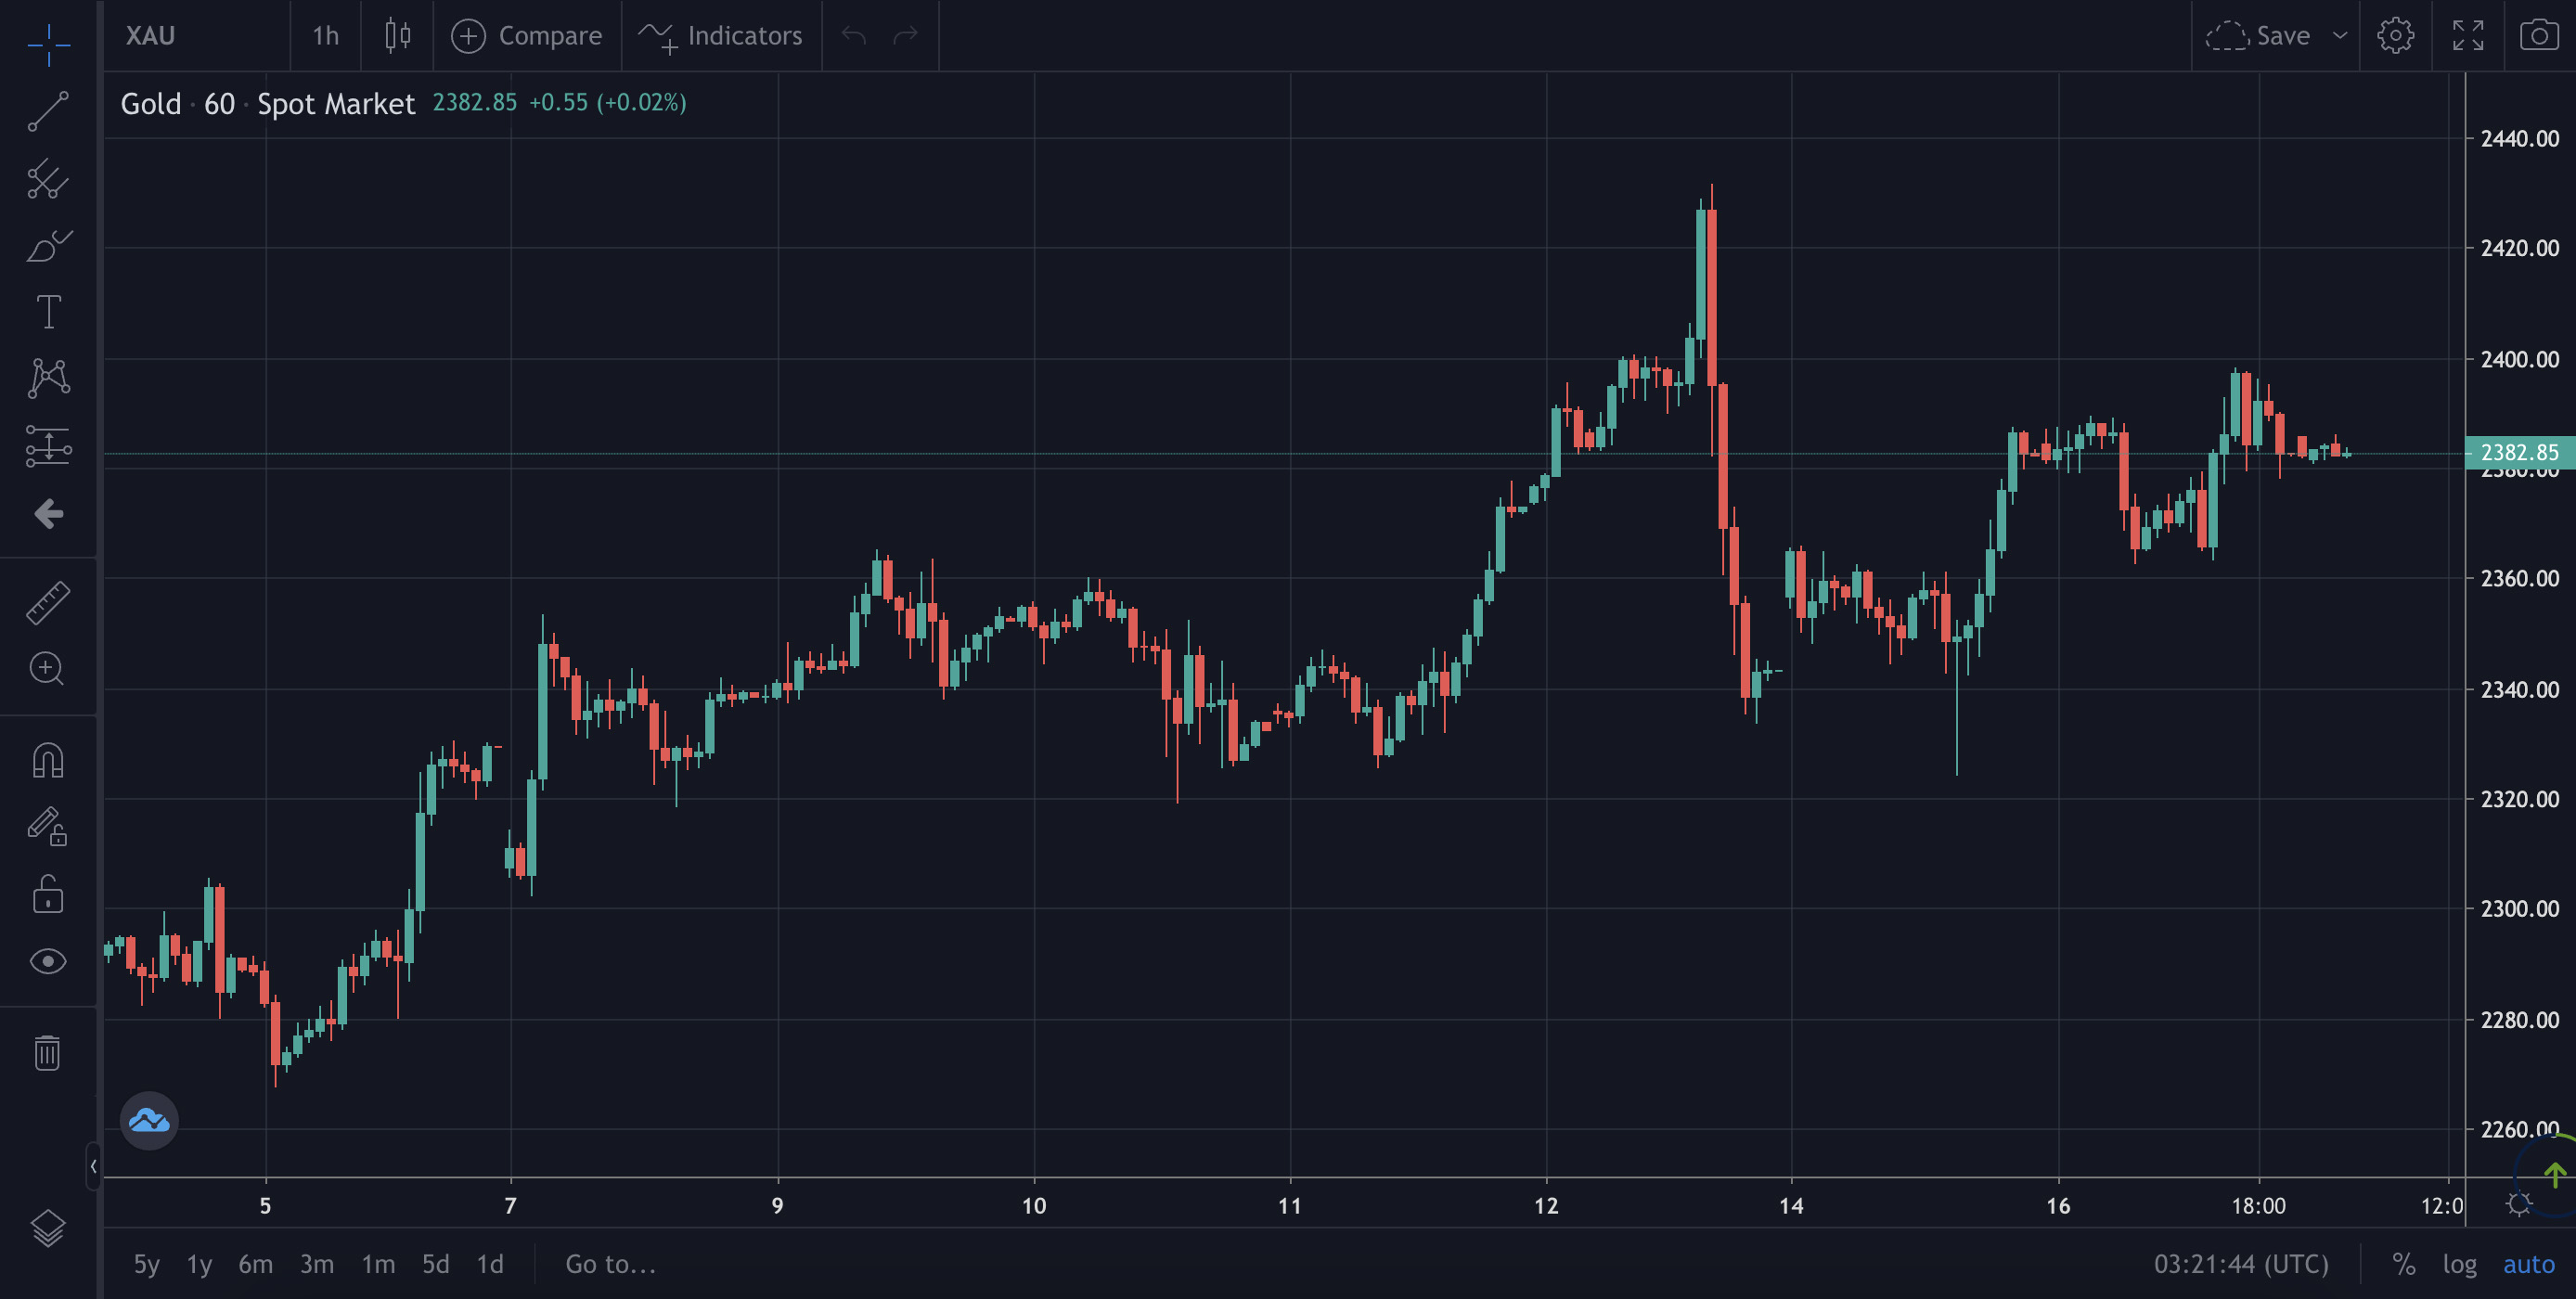 XAU 1h Compare Indicators Save
Gold · 60 · Spot Market 2382.85 +0.55 (+0.02%)
2440.00
2420.00
2400.00
2382.85
2380.00
2360.00
2340.00
2320.00
2300.00
2280.00
2260.00
5 7 9 10 11 12 14 16 18:00 12:0
5y 1y 6m 3m 1m 5d 1d Go to... 03:21:44 (UTC) % log auto